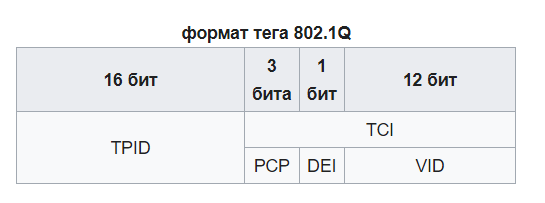 формат тега 802.1Q
16 бит
3 бита
1 бит
12 бит
TPID
TCI
PCP
DEI
VID